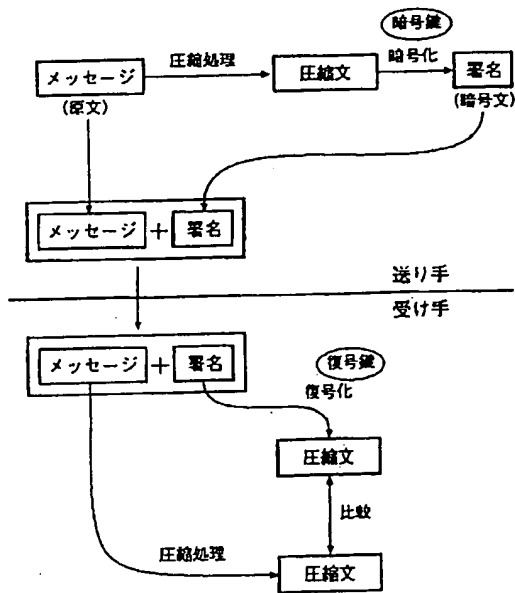 暗号鍵
メッセージ 圧縮処理 圧縮文 暗号化 署名
(原文) (暗号文)
メッセージ + 署名
送り手
受け手
メッセージ + 署名 復号鍵
復号化
圧縮文
比較
圧縮処理 圧縮文